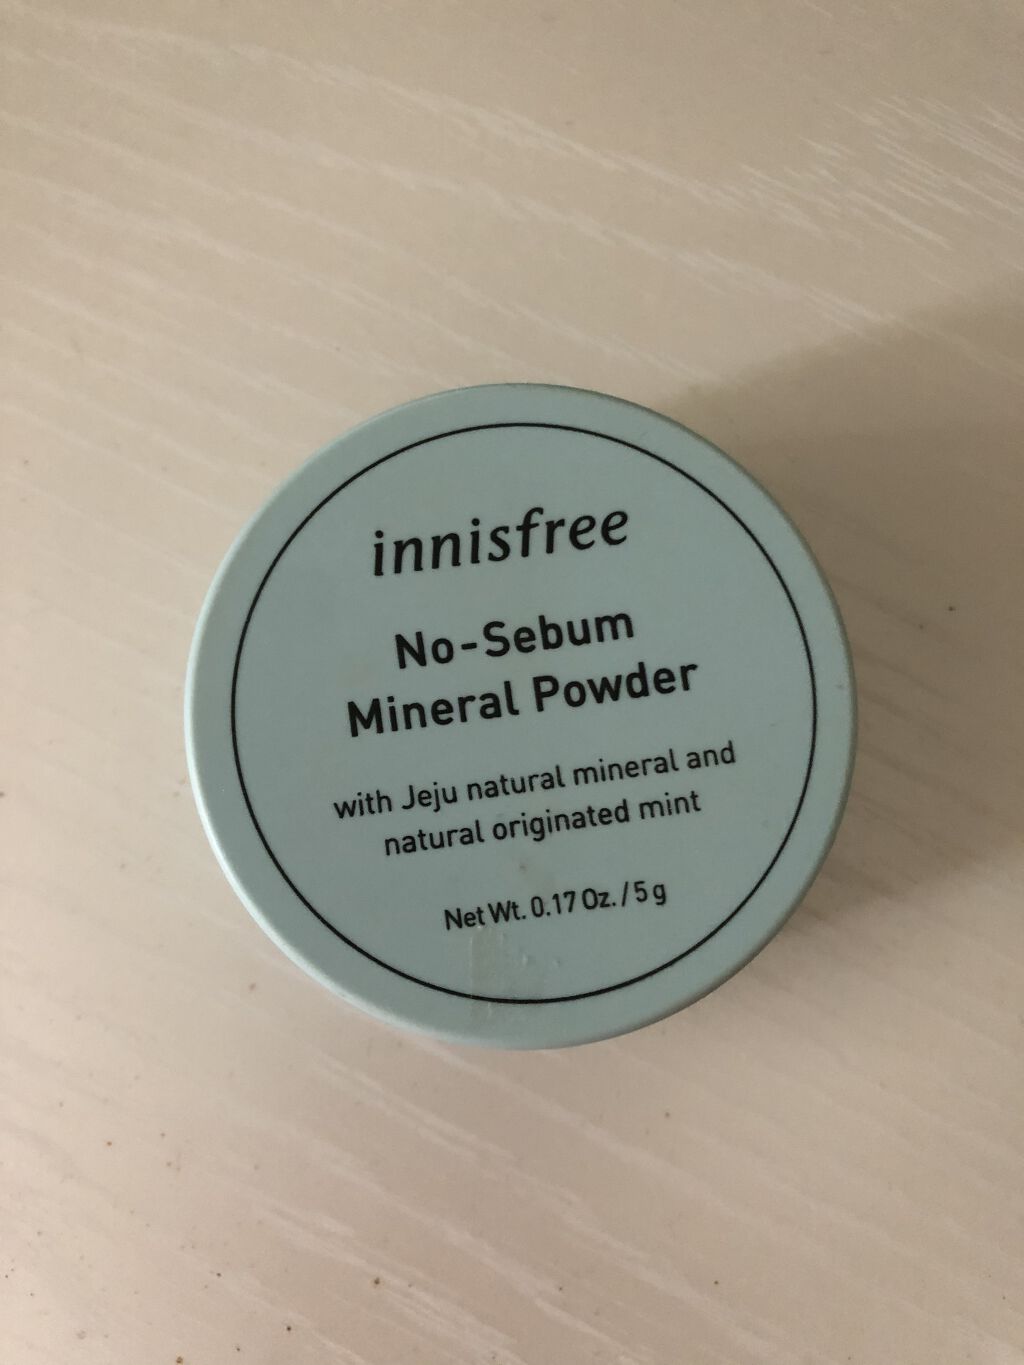 innisfree
No-Sebum
Mineral Powder
with Jeju natural mineral and
natural originated mint
Net Wt. 0.17 Oz. / 5 g